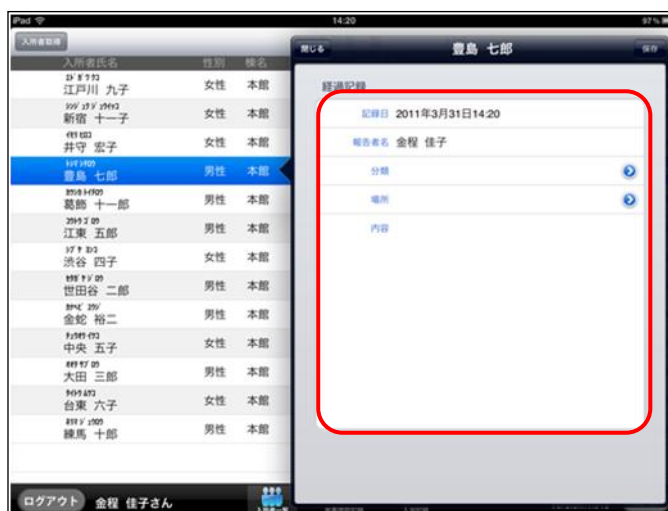 iPad
14:20
97%
入所者取得
入所者氏名 性別 棟名
江戸川 九子 女性 本館
新宿 十一子 女性 本館
井守 宏子 女性 本館
豊島 七郎 男性 本館
葛飾 十一郎 男性 本館
江東 五郎 男性 本館
渋谷 四子 女性 本館
世田谷 二郎 男性 本館
金蛇 裕二 男性 本館
中央 五子 女性 本館
大田 三郎 男性 本館
台東 六子 女性 本館
練馬 十郎 男性 本館
ログアウト 金程 佳子さん
閉じる 豊島 七郎 保存
経過記録
記録日 2011年3月31日14:20
報告者名 金程 佳子
分類
場所
内容